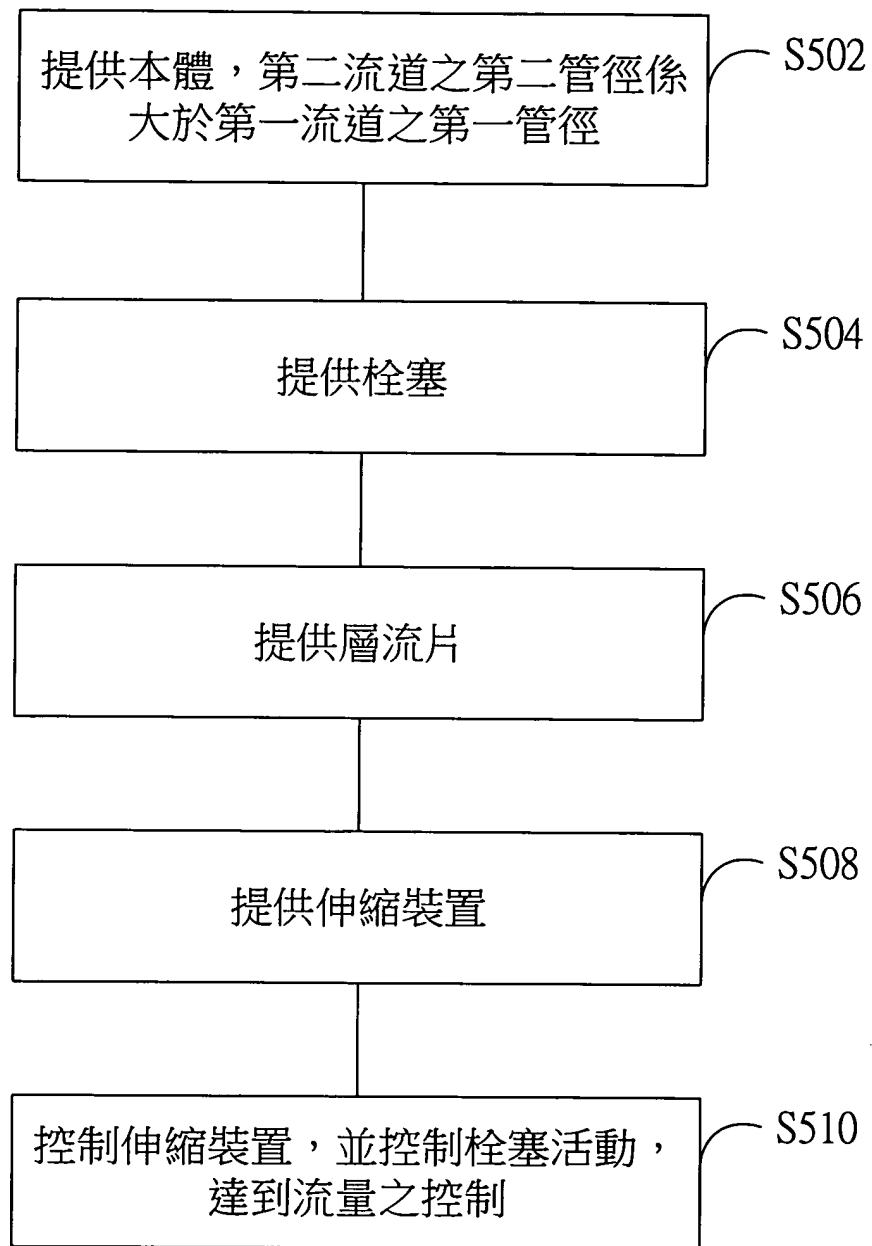 提供本體，第二流道之第二管徑係
大於第一流道之第一管徑
S502
提供栓塞
S504
提供層流片
S506
提供伸縮裝置
S508
控制伸縮裝置，並控制栓塞活動，
達到流量之控制
S510